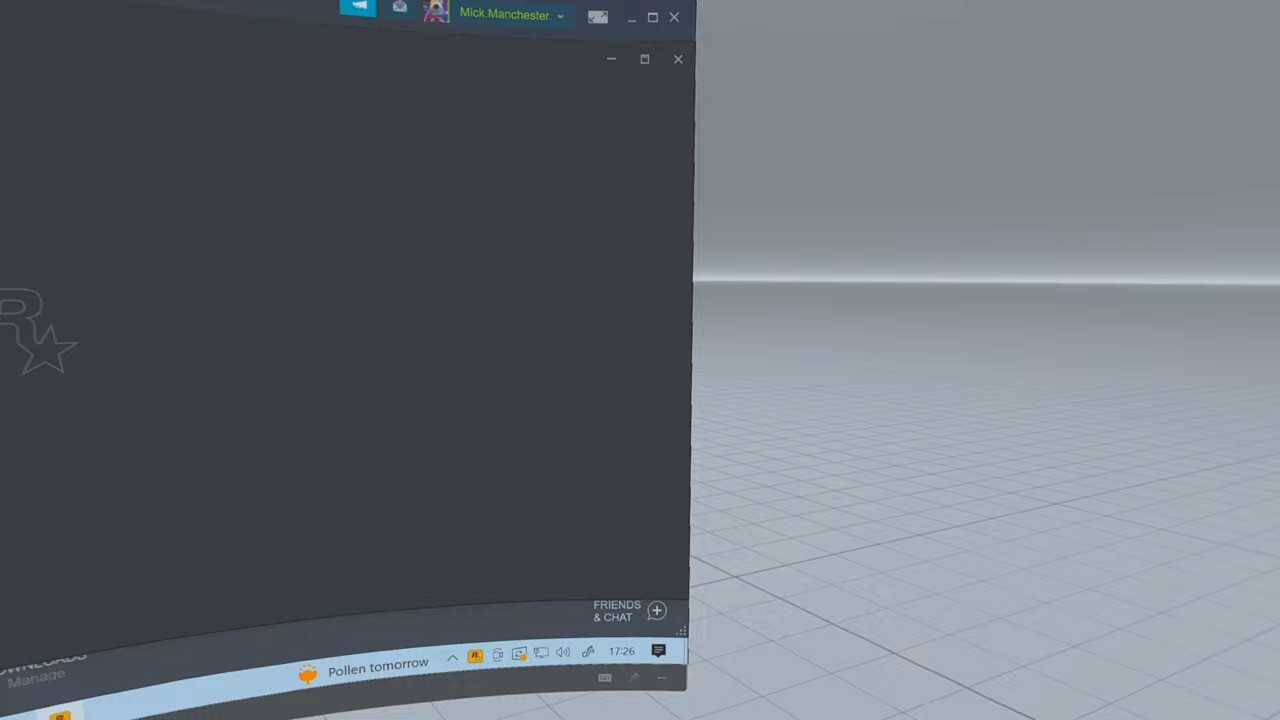 Mick.Manchester.
FRIENDS
& CHAT
Manage
Pollen tomorrow
17:26